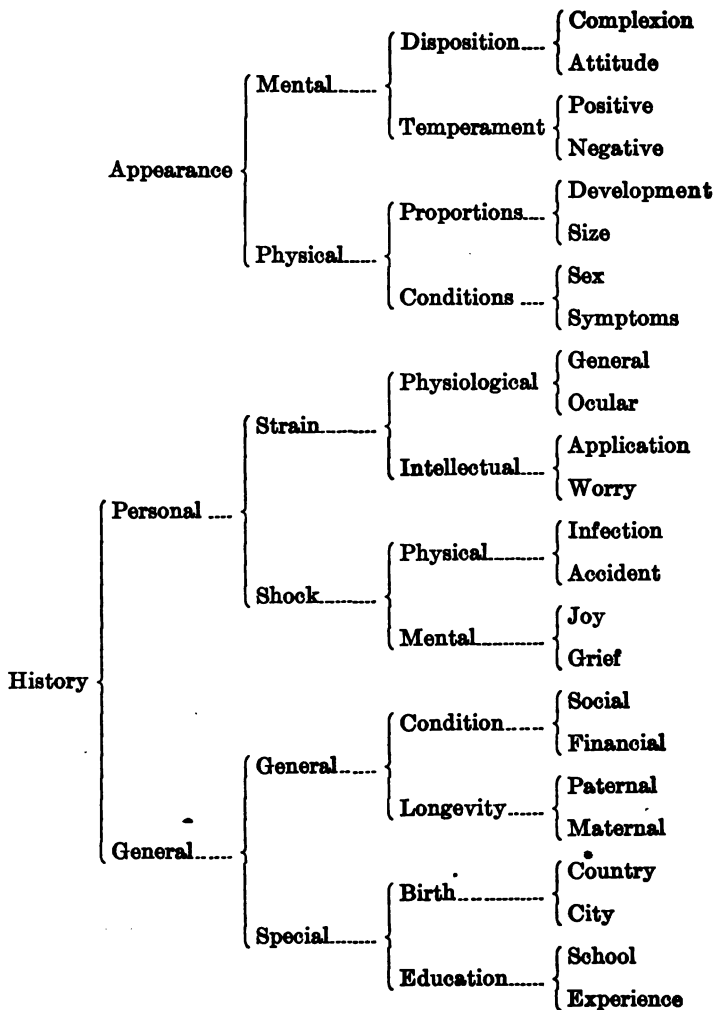 Complexion
Disposition
Attitude
Mental
Positive
Temperament
Negative
Appearance
Development
Proportions
Size
Physical
Sex
Conditions
Symptoms
General
Physiological
Ocular
Strain
Application
Intellectual
Worry
Personal
Infection
Physical
Accident
Shock
Joy
Mental
Grief
History
Social
Condition
Financial
General
Paternal
Longevity
Maternal
General
Country
Birth
City
Special
School
Education
Experience